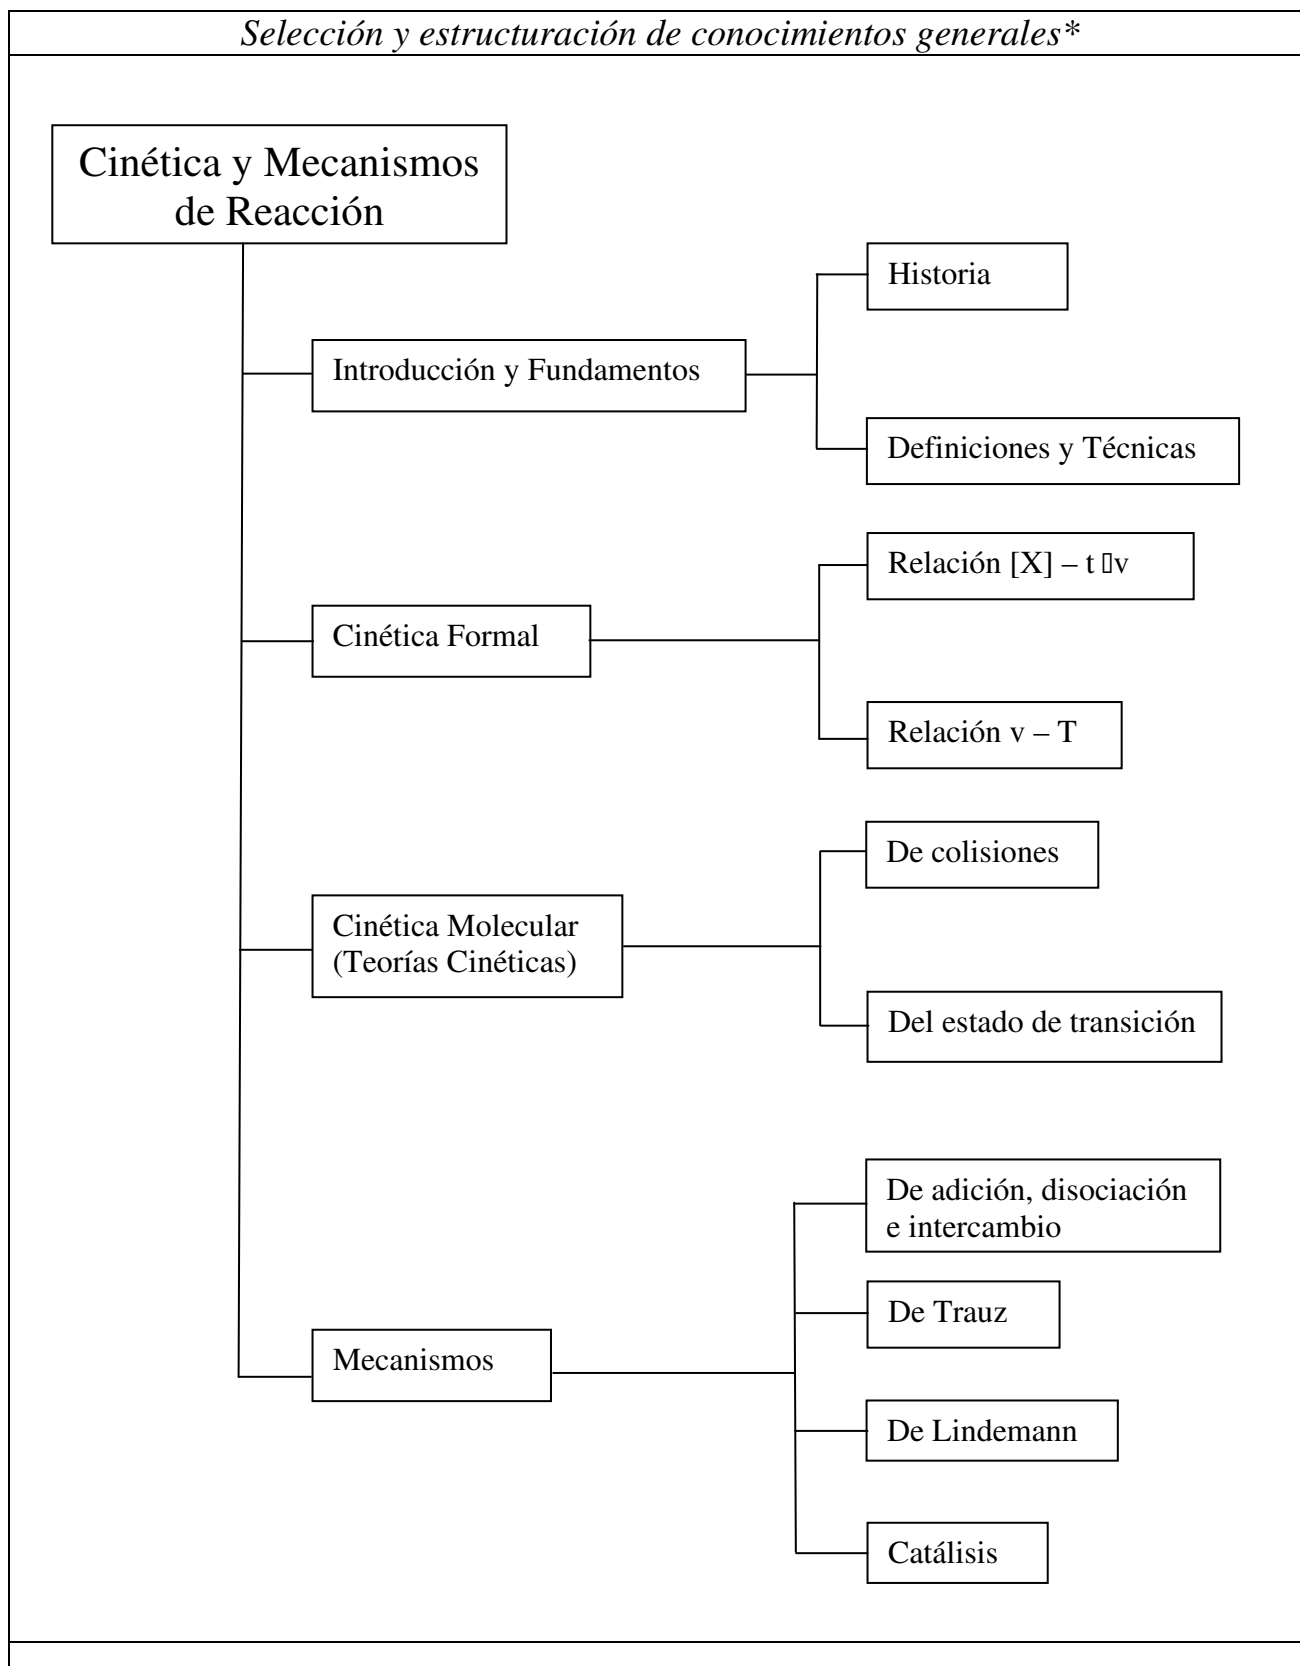 Selección y estructuración de conocimientos generales*
Cinética y Mecanismos
de Reacción
Historia
Introducción y Fundamentos
Definiciones y Técnicas
Relación [X] – t ▯v
Cinética Formal
Relación v – T
De colisiones
Cinética Molecular
(Teorías Cinéticas)
Del estado de transición
De adición, disociación
e intercambio
De Trauz
Mecanismos
De Lindemann
Catálisis